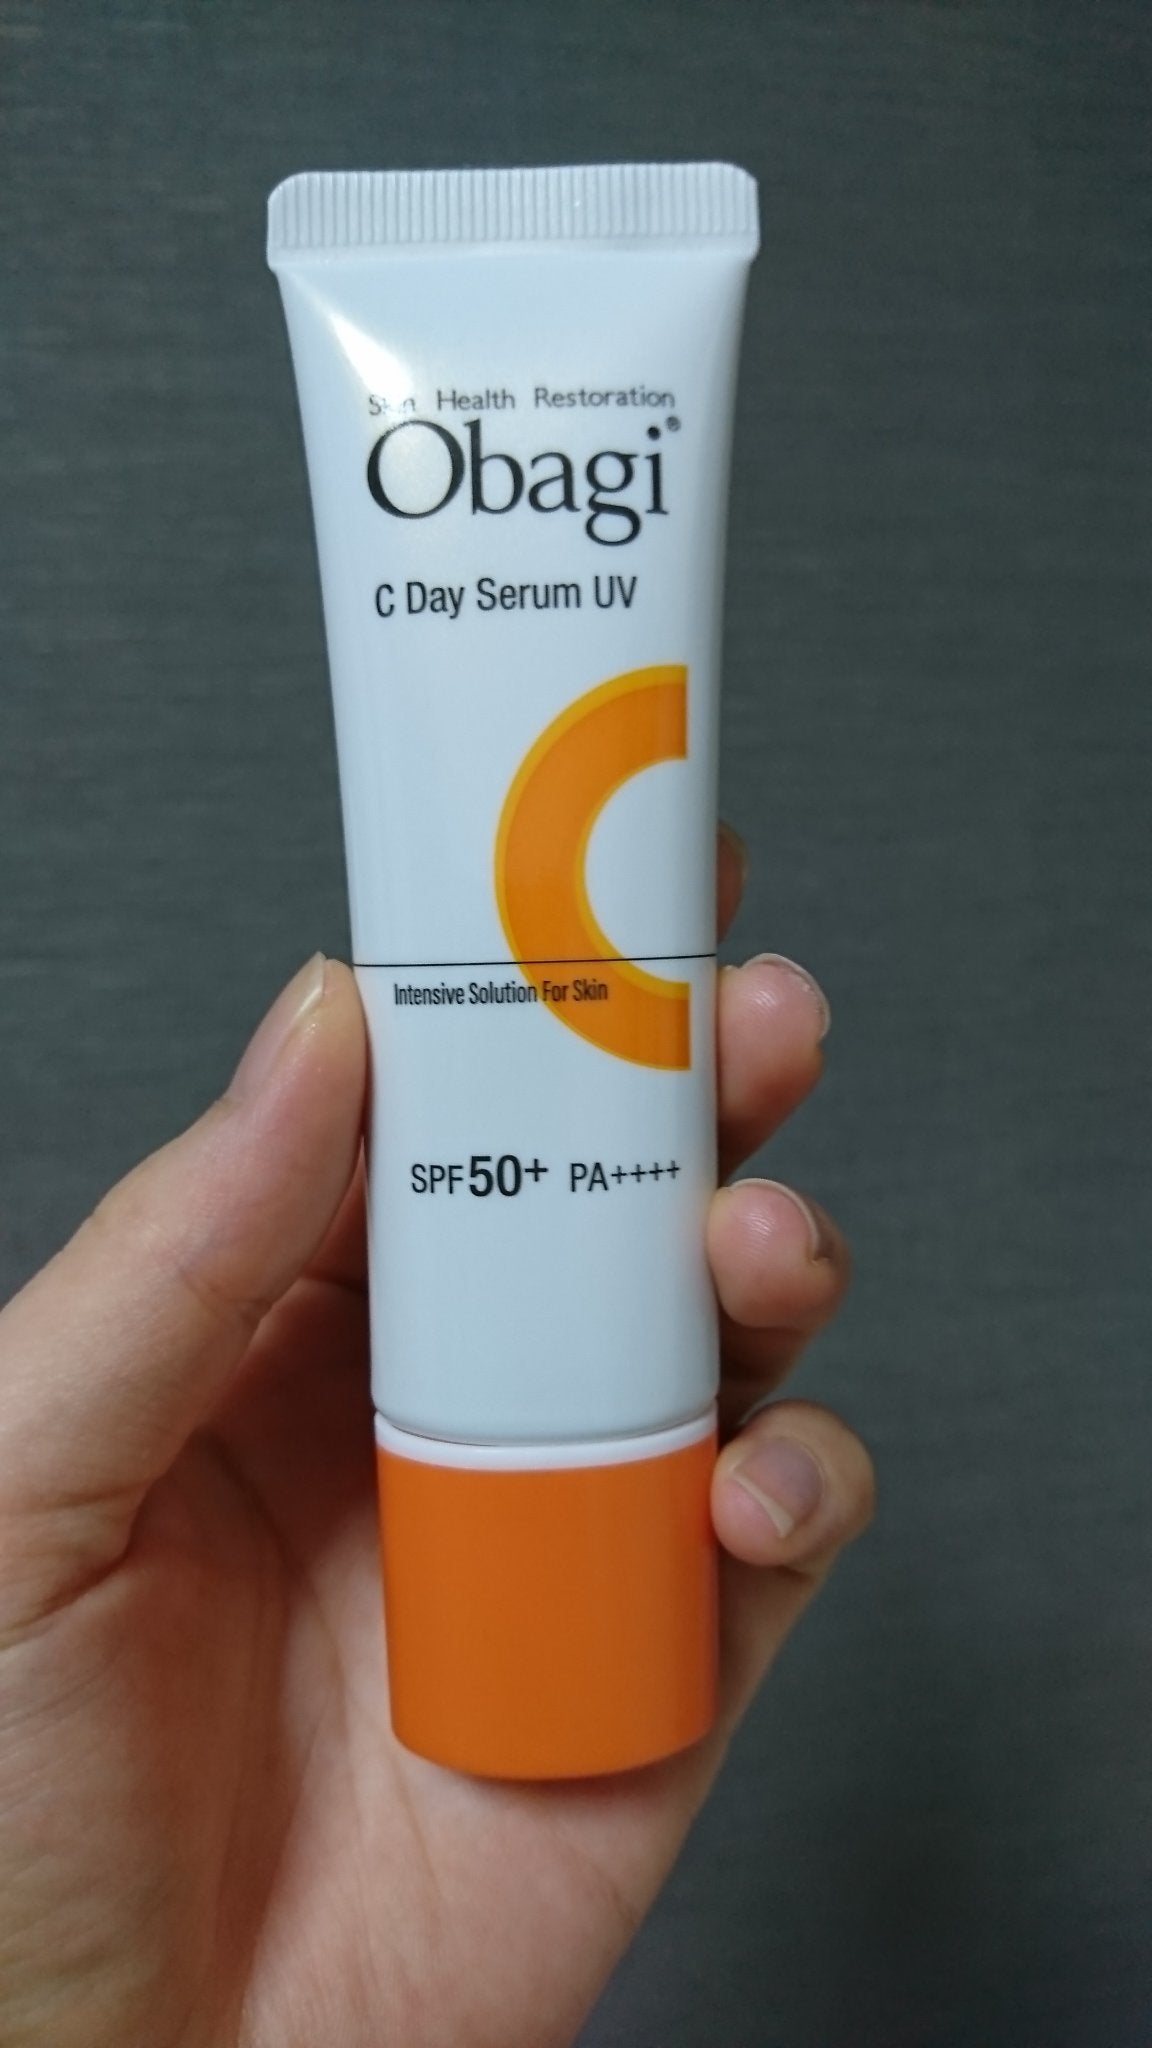 Skin Health Restoration
Obagi®
C Day Serum UV
Intensive Solution For Skin
SPF50+ PA++++